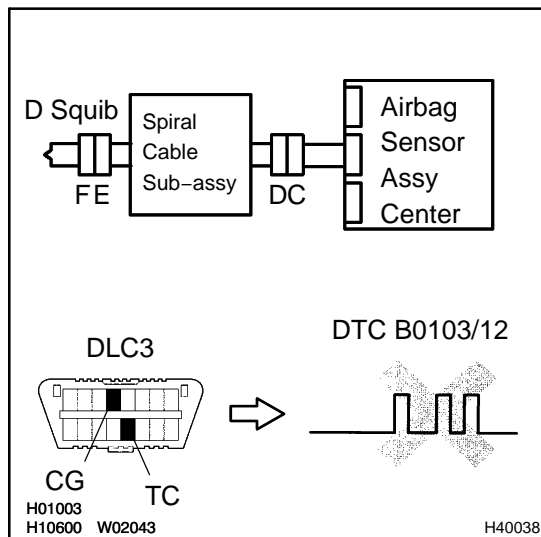 D Squib
Spiral
Cable
Sub-assy
FE
DC
Airbag
Sensor
Assy
Center
DLC3
DTC B0103/12
CG
TC
H01003
H10600 W02043
H40038